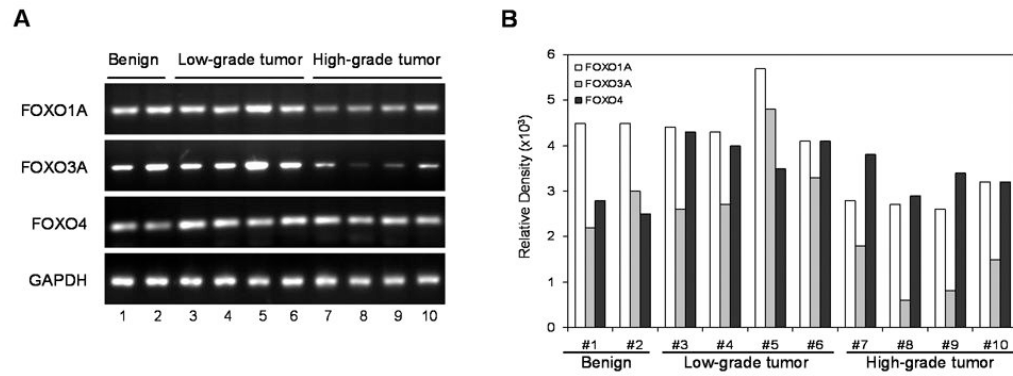 A
Benign Low-grade tumor High-grade tumor
FOXO1A
FOXO3A
FOXO4
GAPDH
1 2 3 4 5 6 7 8 9 10
B
Relative Density (x10³)
6
5
4
3
2
1
0
FOXO1A
FOXO3A
FOXO4
#1 #2 #3 #4 #5 #6 #7 #8 #9 #10
Benign Low-grade tumor High-grade tumor